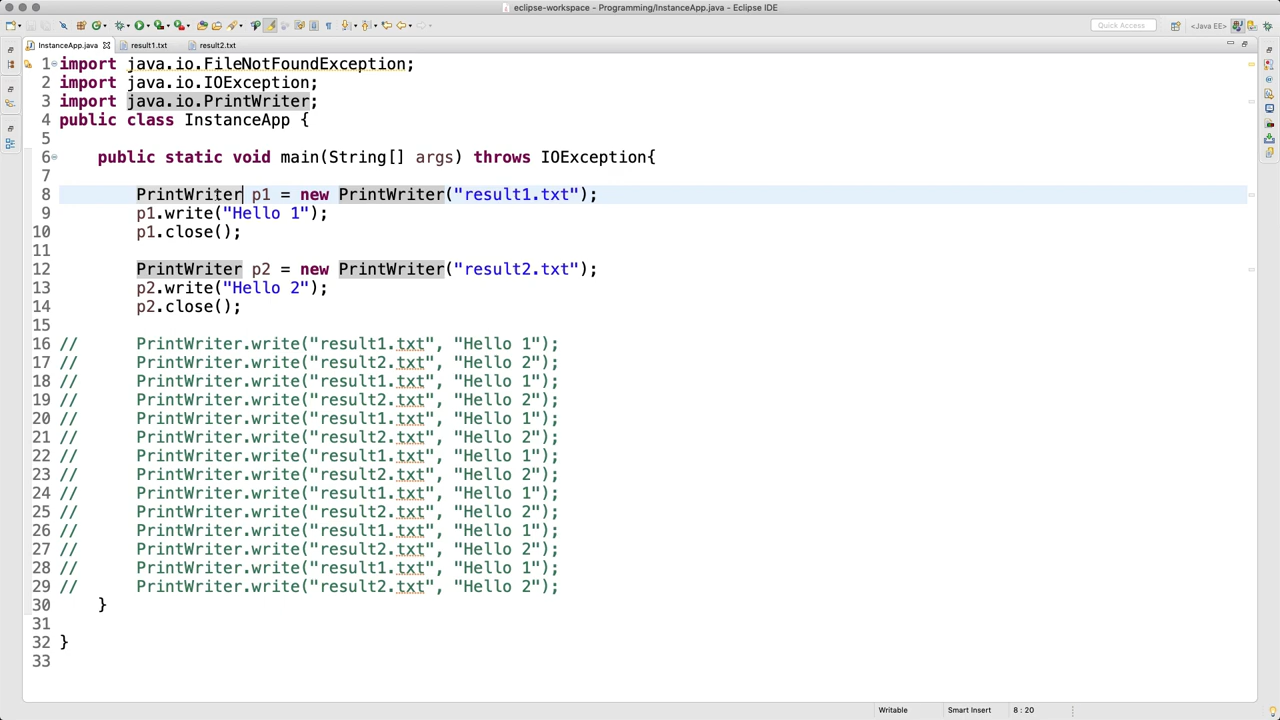 eclipse-workspace - Programming/InstanceApp.java - Eclipse IDE
Quick Access
<Java EE>
InstanceApp.java
result1.txt
result2.txt
1 import java.io.FileNotFoundException;
2 import java.io.IOException;
3 import java.io.PrintWriter;
4 public class InstanceApp {
5
6 public static void main(String[] args) throws IOException{
7
8 PrintWriter p1 = new PrintWriter("result1.txt");
9 p1.write("Hello 1");
10 p1.close();
11
12 PrintWriter p2 = new PrintWriter("result2.txt");
13 p2.write("Hello 2");
14 p2.close();
15
16 // PrintWriter.write("result1.txt", "Hello 1");
17 // PrintWriter.write("result2.txt", "Hello 2");
18 // PrintWriter.write("result1.txt", "Hello 1");
19 // PrintWriter.write("result2.txt", "Hello 2");
20 // PrintWriter.write("result1.txt", "Hello 1");
21 // PrintWriter.write("result2.txt", "Hello 2");
22 // PrintWriter.write("result1.txt", "Hello 1");
23 // PrintWriter.write("result2.txt", "Hello 2");
24 // PrintWriter.write("result1.txt", "Hello 1");
25 // PrintWriter.write("result2.txt", "Hello 2");
26 // PrintWriter.write("result1.txt", "Hello 1");
27 // PrintWriter.write("result2.txt", "Hello 2");
28 // PrintWriter.write("result1.txt", "Hello 1");
29 // PrintWriter.write("result2.txt", "Hello 2");
30 }
31
32 }
33
Writable
Smart Insert
8 : 20